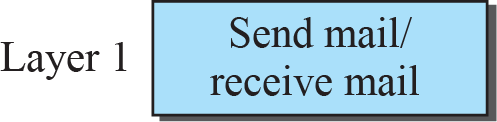 Layer 1
Send mail/
receive mail